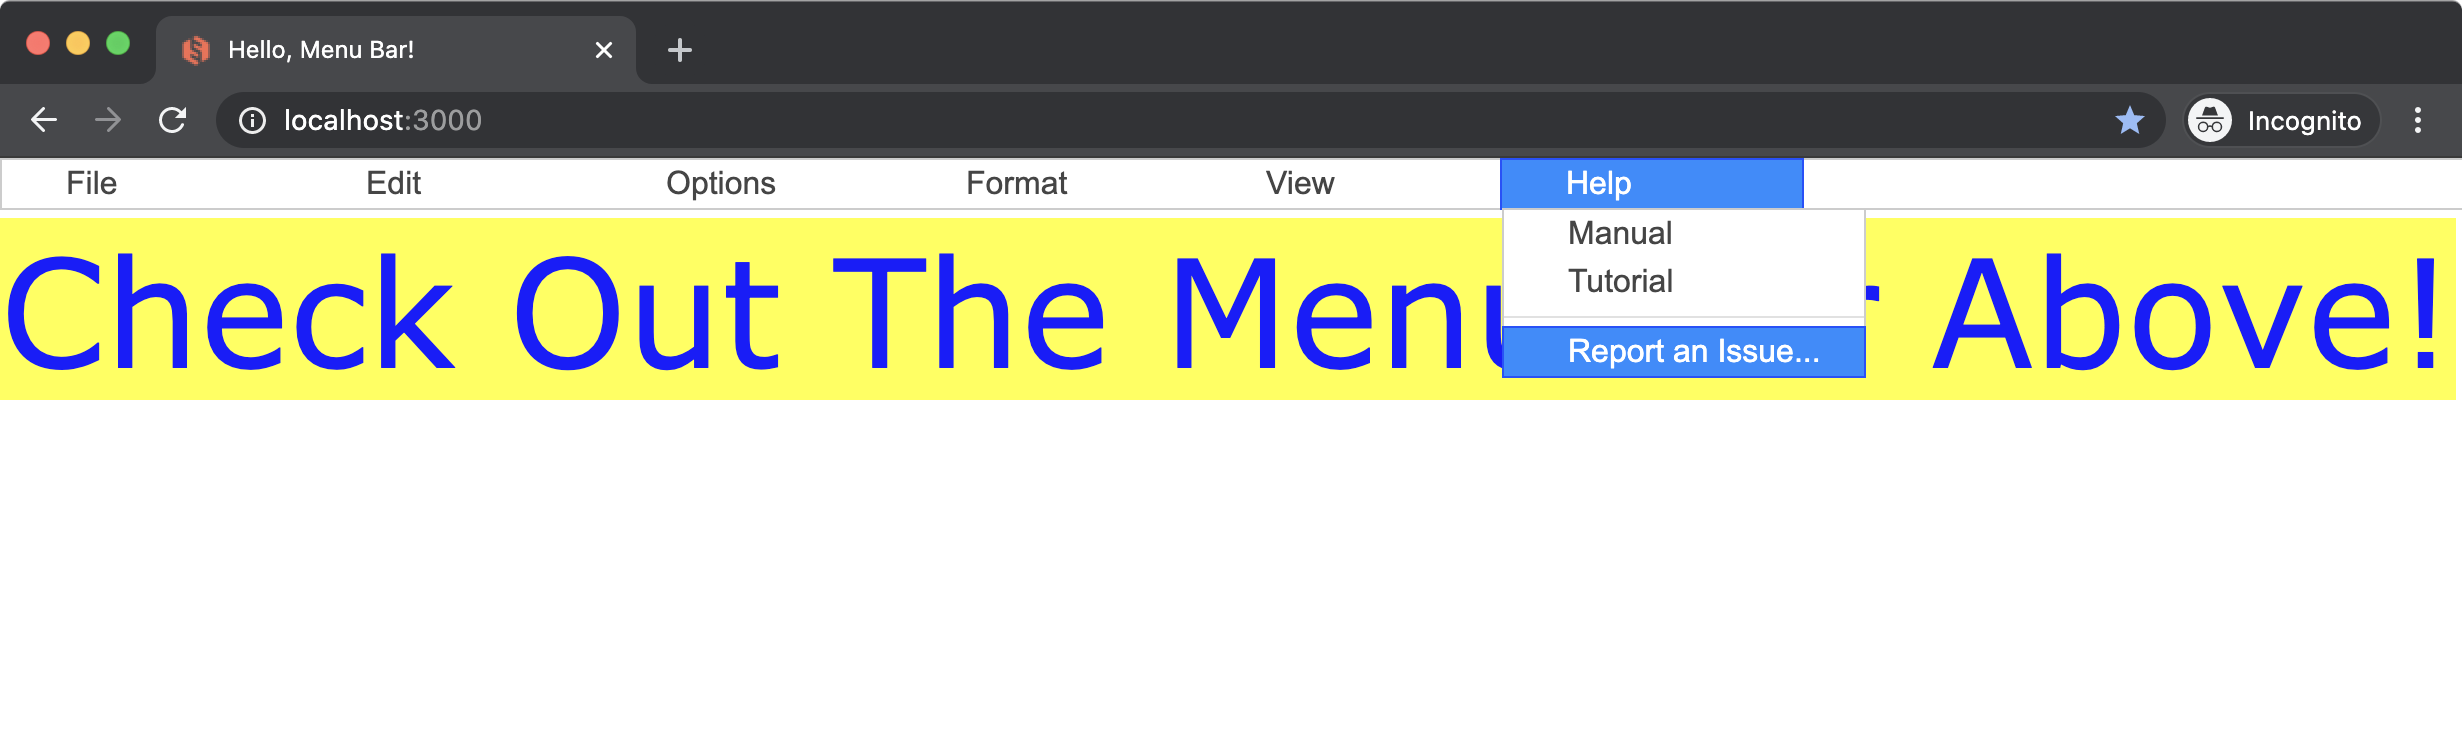 Hello, Menu Bar!
localhost:3000
Incognito
File Edit Options Format View Help
Manual
Tutorial
Report an Issue...
Check Out The Menu Above!